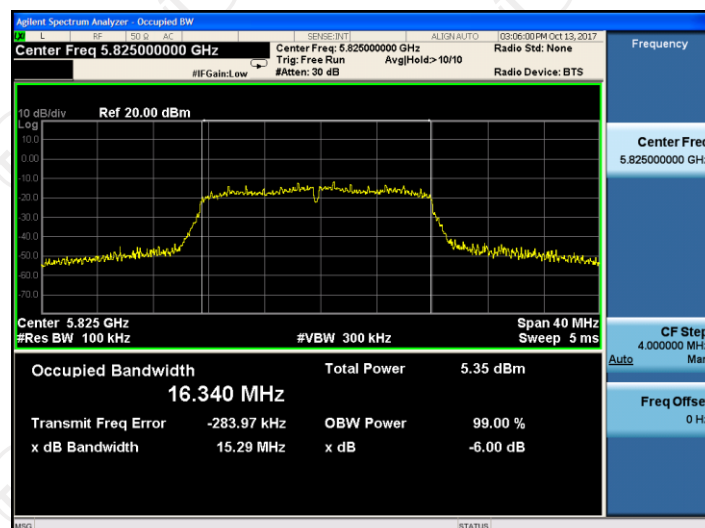 Agilent Spectrum Analyzer - Occupied BW
L RF 50 Ω AC SENSE:INT ALIGNAUTO 03:06:00PM Oct 13, 2017
Center Freq 5.825000000 GHz Center Freq: 5.825000000 GHz Radio Std: None
Trig: Free Run Avg|Hold:> 10/10
#IFGain:Low #Atten: 30 dB Radio Device: BTS
Frequency
10 dB/div Ref 20.00 dBm
Log
10.0
0.00
-10.0
-20.0
-30.0
-40.0
-50.0
-60.0
-70.0
Center Freq
5.825000000 GHz
Center 5.825 GHz Span 40 MHz
#Res BW 100 kHz #VBW 300 kHz Sweep 5 ms
CF Step
4.000000 MHz
Auto Man
Occupied Bandwidth Total Power 5.35 dBm
16.340 MHz
Transmit Freq Error -283.97 kHz OBW Power 99.00 %
x dB Bandwidth 15.29 MHz x dB -6.00 dB
Freq Offse
0 Hz
MSG STATUS